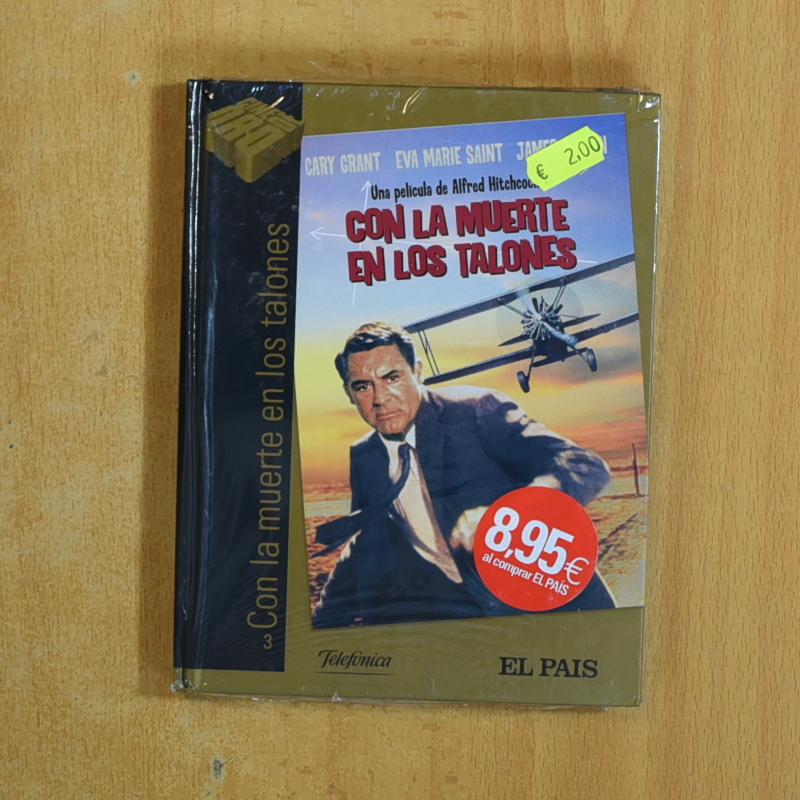 CARY GRANT EVA MARIE SAINT
€ 2,00
Una película de Alfred Hitchcock
CON LA MUERTE
EN LOS TALONES
8,95€
al comprar EL PAÍS
3 Con la muerte en los talones
Telefónica
EL PAIS